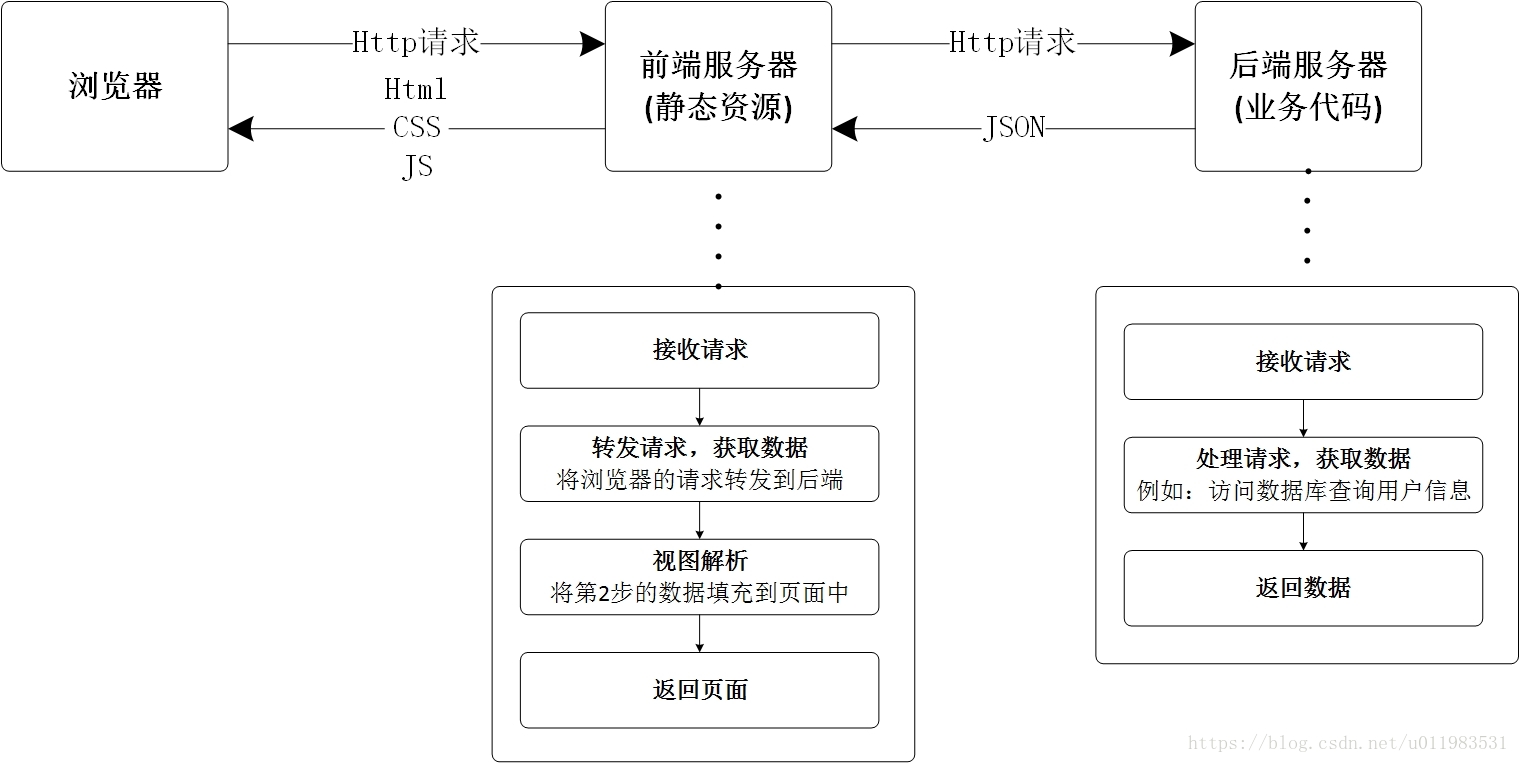 浏览器
Http请求
Html
CSS
JS
前端服务器
(静态资源)
Http请求
JSON
后端服务器
(业务代码)
接收请求
转发请求，获取数据
将浏览器的请求转发到后端
视图解析
将第2步的数据填充到页面中
返回页面
接收请求
处理请求，获取数据
例如：访问数据库查询用户信息
返回数据
https://blog.csdn.net/u011983531